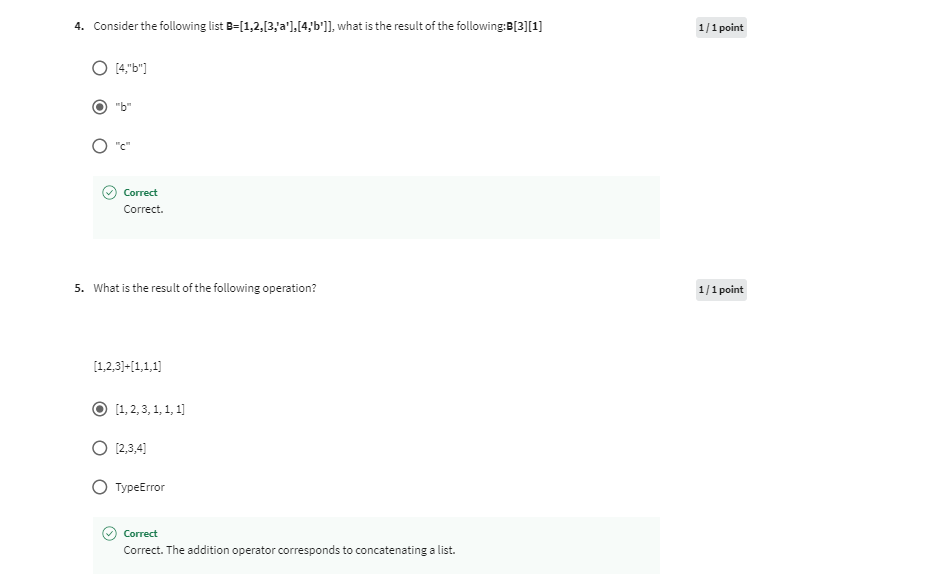 4. Consider the following list B=[1,2,[3,'a'],[4,'b']], what is the result of the following:B[3][1]
1 / 1 point
[4,"b"]
"b"
"c"
Correct
Correct.
5. What is the result of the following operation?
1 / 1 point
[1,2,3]+[1,1,1]
[1, 2, 3, 1, 1, 1]
[2,3,4]
TypeError
Correct
Correct. The addition operator corresponds to concatenating a list.